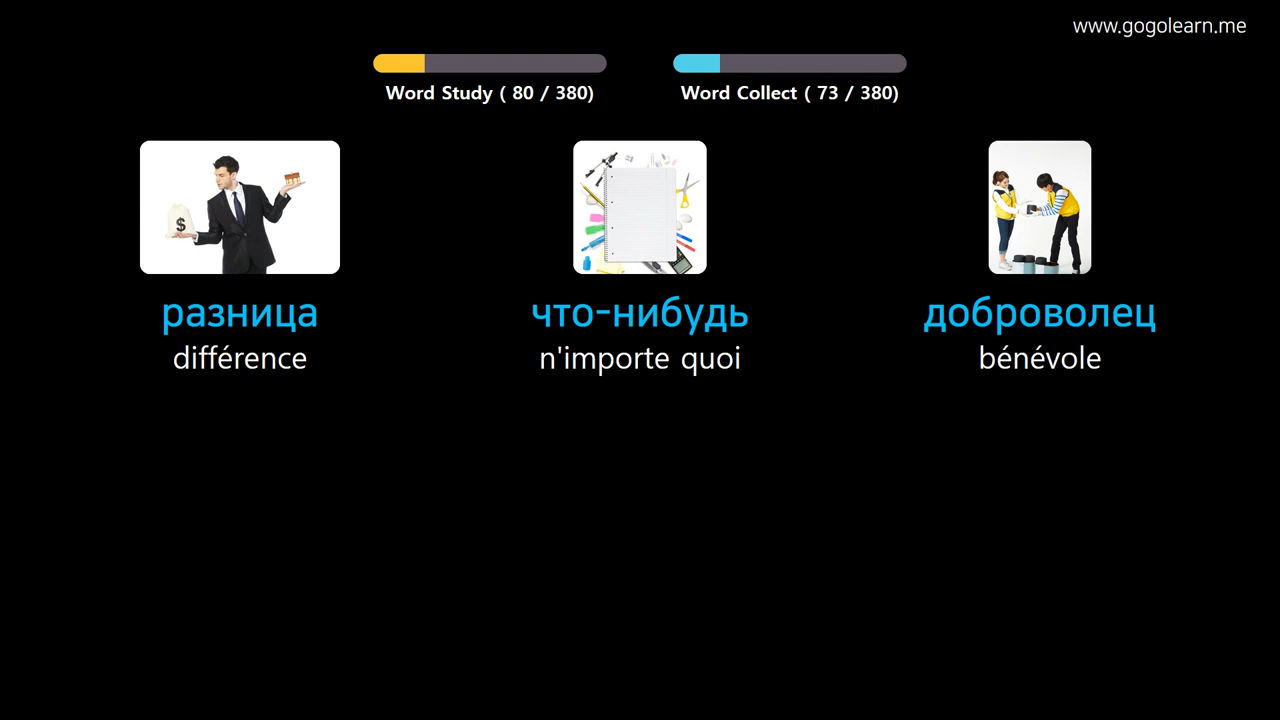 www.gogolearn.me
Word Study ( 80 / 380)
Word Collect ( 73 / 380)
$
разница
différence
что-нибудь
n'importe quoi
доброволец
bénévole